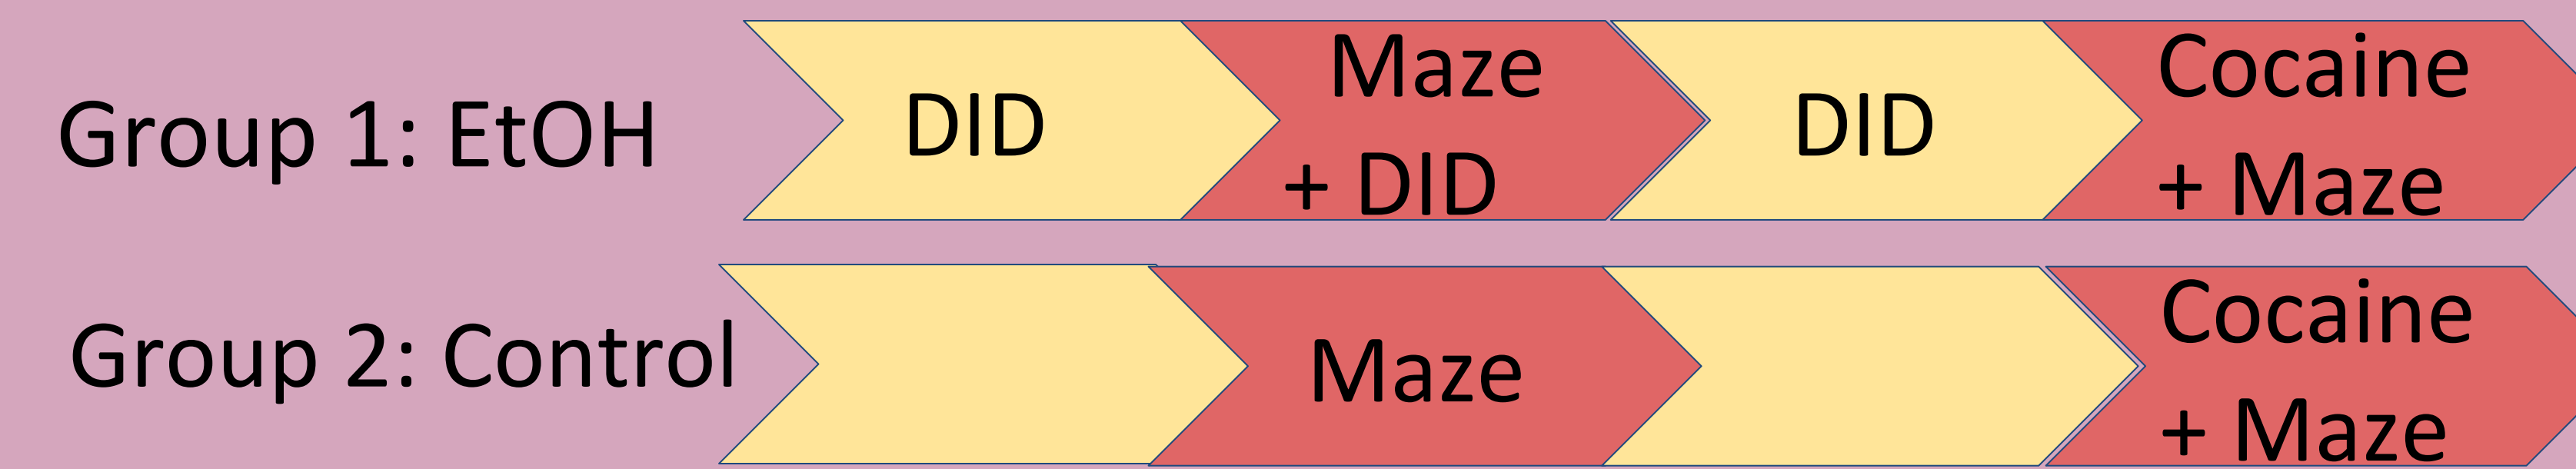 Group 1: EtOH
DID
Maze
+ DID
DID
Cocaine
+ Maze
Group 2: Control
Maze
Cocaine
+ Maze